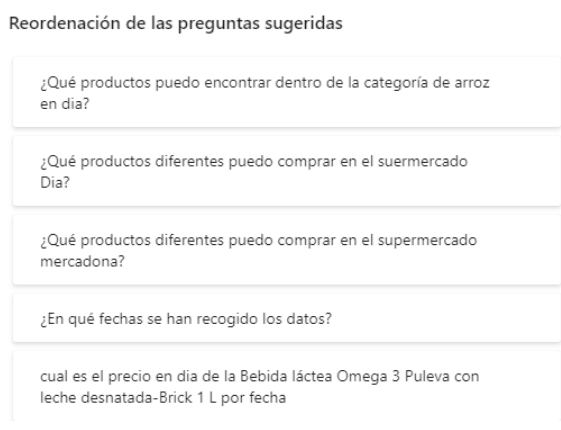 Reordenación de las preguntas sugeridas
¿Qué productos puedo encontrar dentro de la categoría de arroz
en dia?
¿Qué productos diferentes puedo comprar en el suermercado
Dia?
¿Qué productos diferentes puedo comprar en el supermercado
mercadona?
¿En qué fechas se han recogido los datos?
cual es el precio en dia de la Bebida láctea Omega 3 Puleva con
leche desnatada-Brick 1 L por fecha